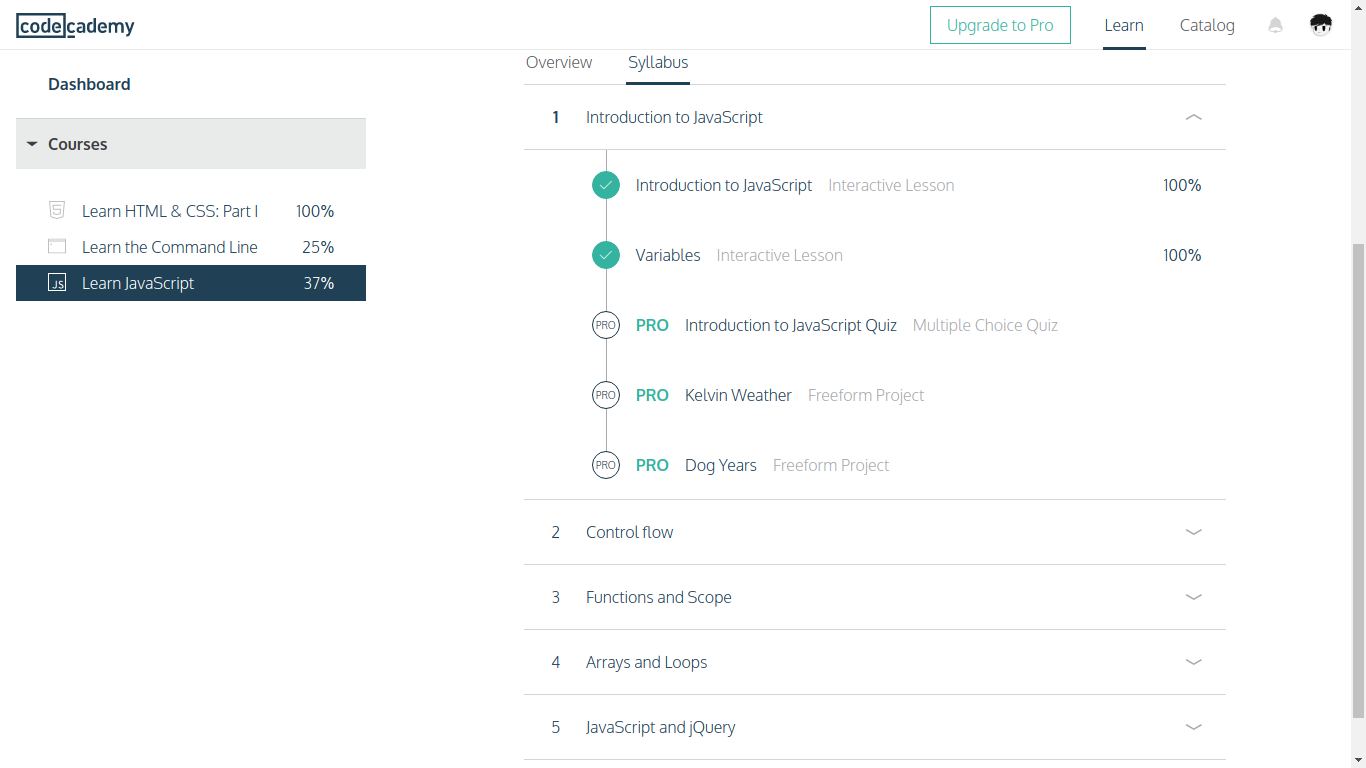 codecademy
Upgrade to Pro
Learn
Catalog
Dashboard
Courses
Learn HTML & CSS: Part I 100%
Learn the Command Line 25%
JS Learn JavaScript 37%
Overview Syllabus
1 Introduction to JavaScript
Introduction to JavaScript Interactive Lesson 100%
Variables Interactive Lesson 100%
PRO PRO Introduction to JavaScript Quiz Multiple Choice Quiz
PRO PRO Kelvin Weather Freeform Project
PRO PRO Dog Years Freeform Project
2 Control flow
3 Functions and Scope
4 Arrays and Loops
5 JavaScript and jQuery